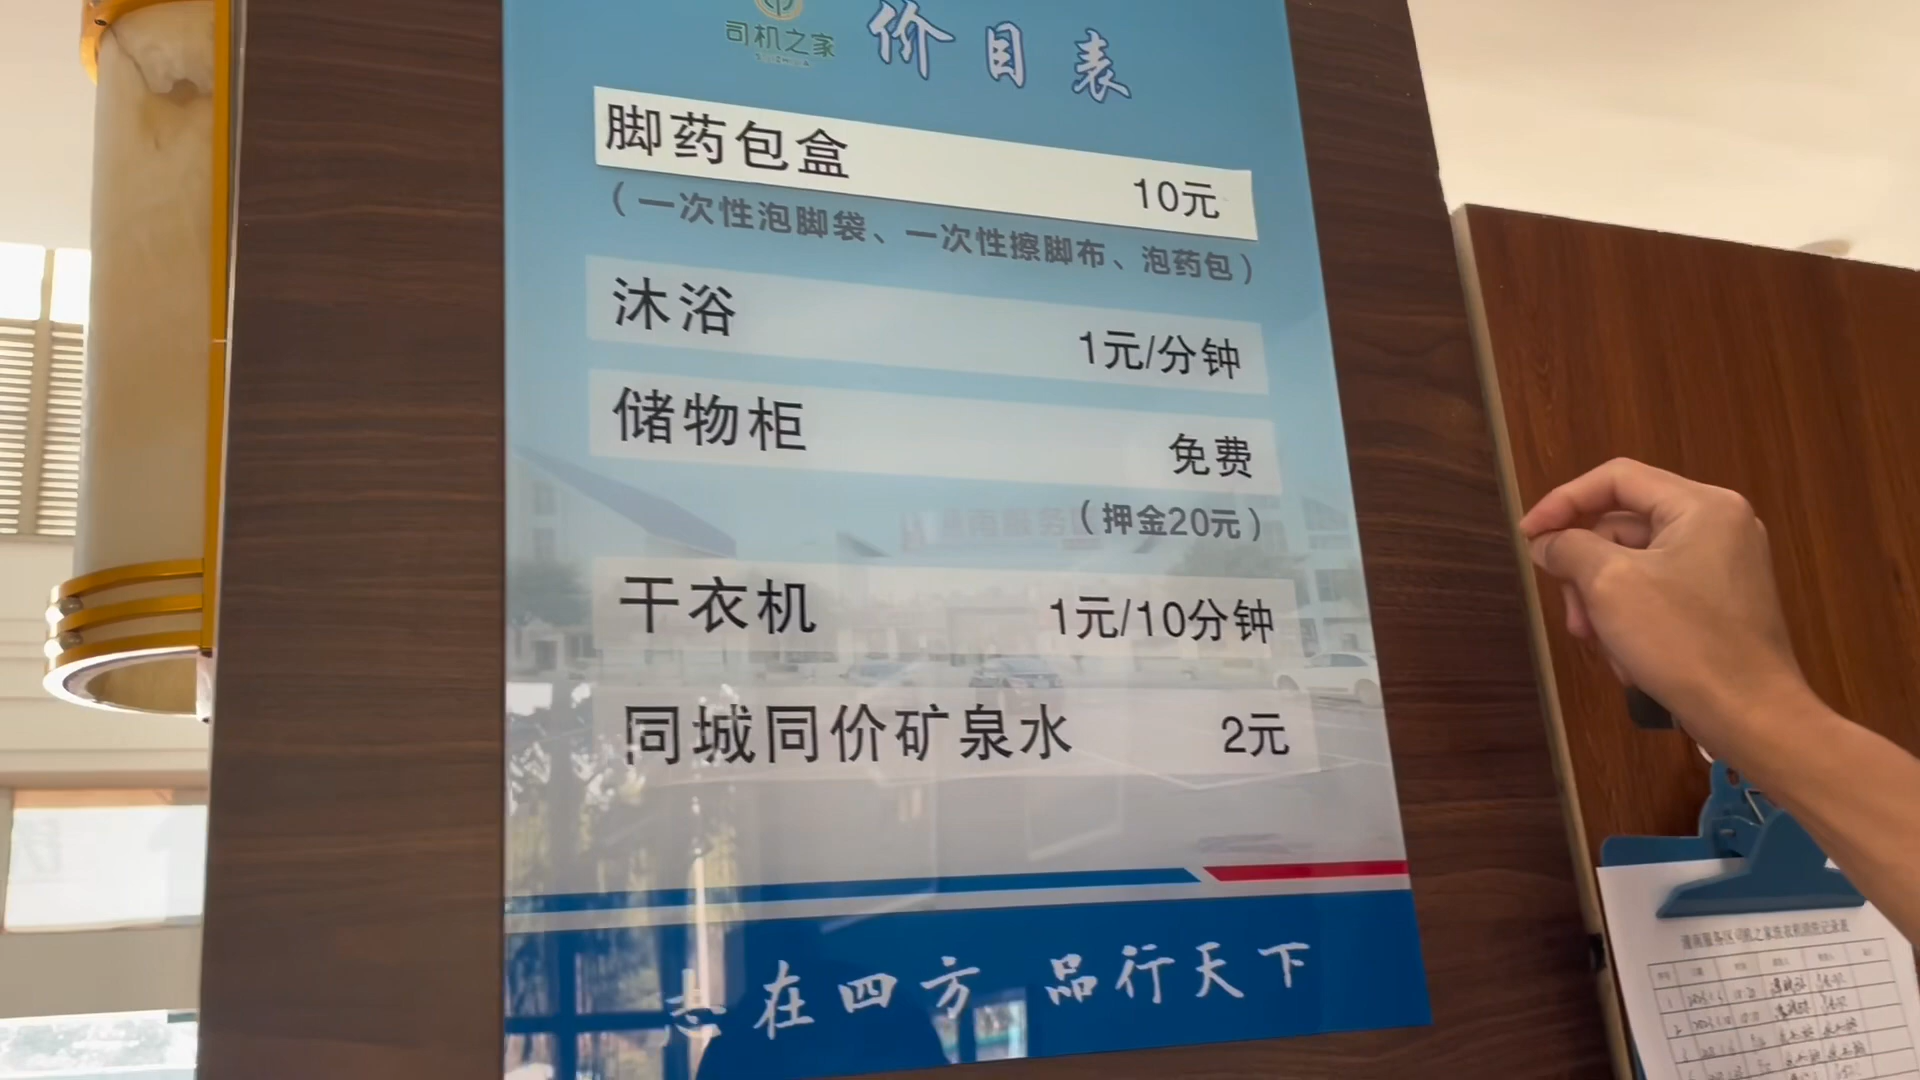 司机之家
价目表
脚药包盒 10元
（一次性泡脚袋、一次性擦脚布、泡药包）
沐浴 1元/分钟
储物柜 免费
（押金20元）
干衣机 1元/10分钟
同城同价矿泉水 2元
志在四方 品行天下